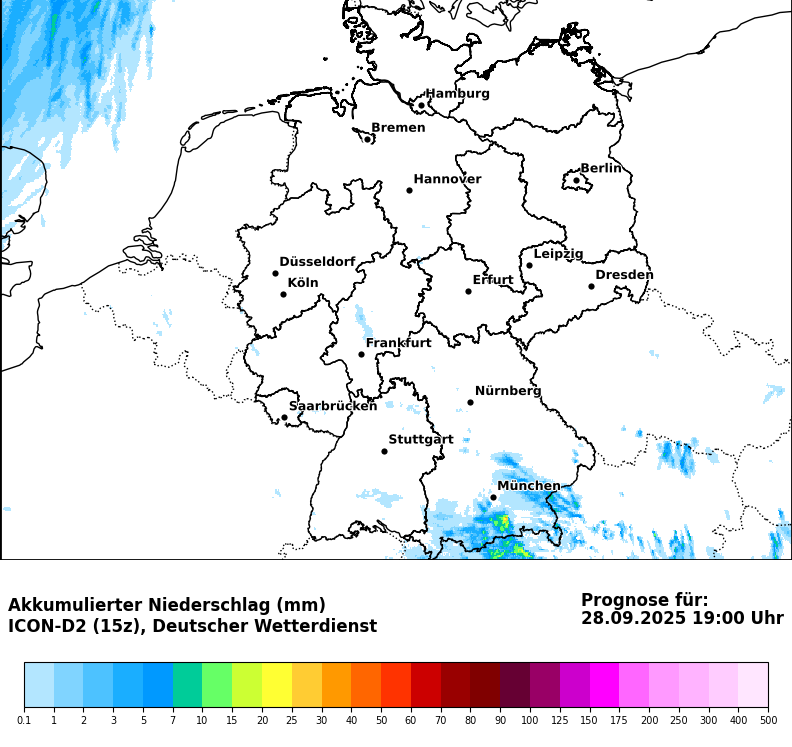 Hamburg
Bremen
Berlin
Hannover
Leipzig
Düsseldorf
Dresden
Köln
Erfurt
Frankfurt
Nürnberg
Saarbrücken
Stuttgart
München
Akkumulierter Niederschlag (mm)
ICON-D2 (15z), Deutscher Wetterdienst
Prognose für:
28.09.2025 19:00 Uhr
0.1 1 2 3 5 7 10 15 20 25 30 40 50 60 70 80 90 100 125 150 175 200 250 300 400 500